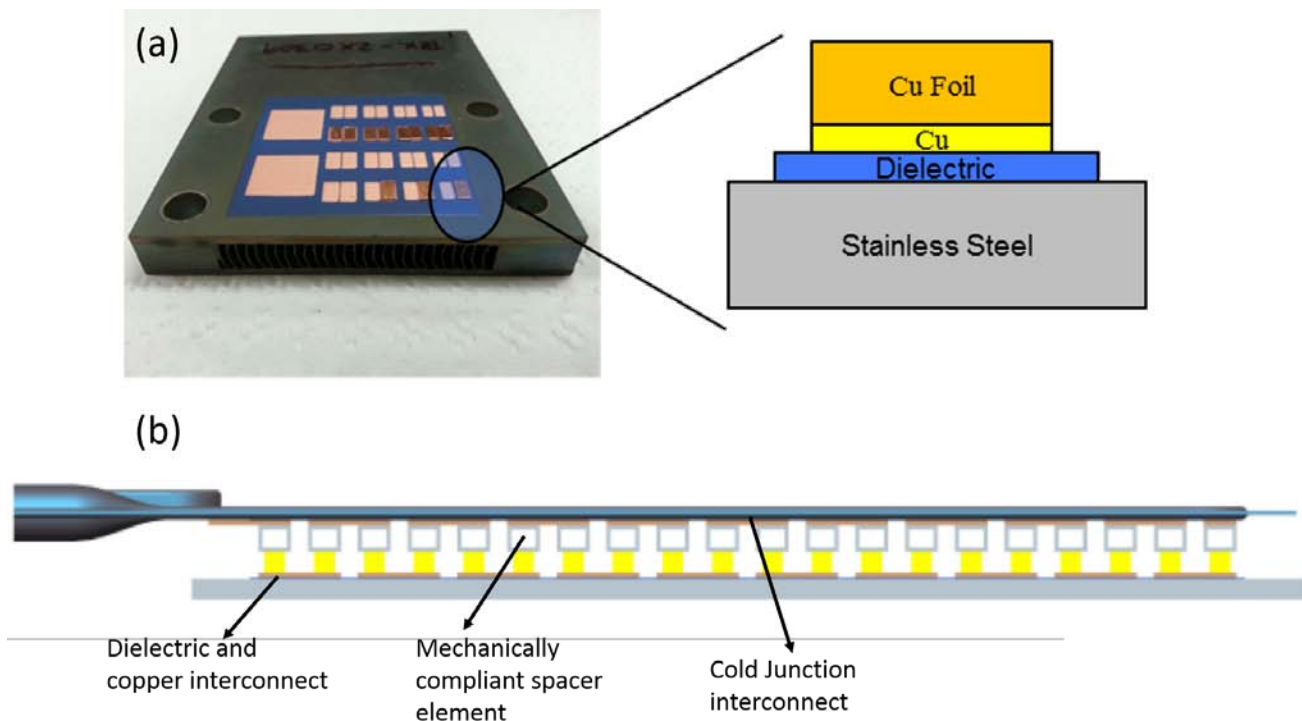 (a)
Cu Foil
Cu
Dielectric
Stainless Steel
(b)
Dielectric and
copper interconnect
Mechanically
compliant spacer
element
Cold Junction
interconnect